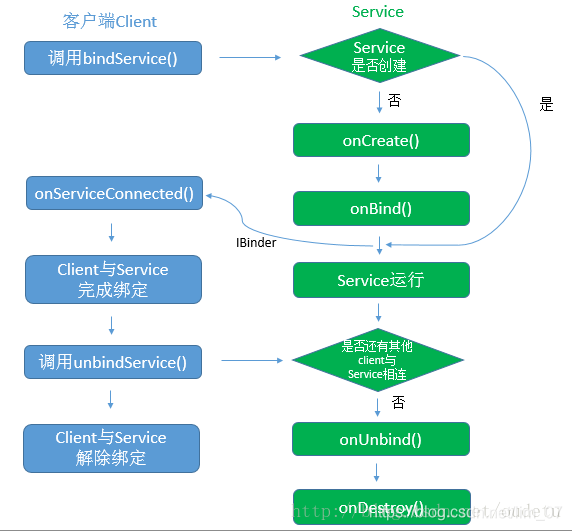 客户端Client
Service
调用bindService()
Service
是否创建
否
是
onCreate()
onServiceConnected()
onBind()
IBinder
Client与Service
完成绑定
Service运行
调用unbindService()
是否还有其他
client与
Service相连
否
Client与Service
解除绑定
onUnbind()
onDestroy()